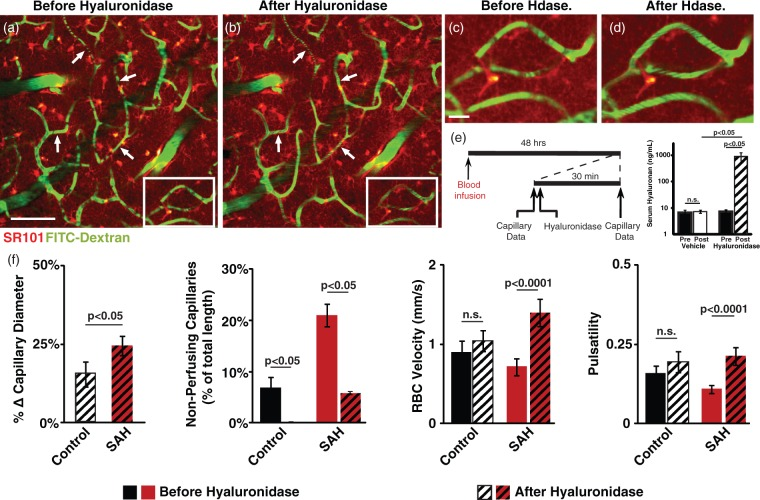 Before Hyaluronidase
After Hyaluronidase
Before Hdase.
After Hdase.
(a)
(b)
(c)
(d)
SR101 FITC-Dextran
(e)
48 hrs
Blood
infusion
30 min
Capillary
Data
Hyaluronidase
Capillary
Data
Serum Hyaluronan (ng/mL)
1000
100
10
1
p<0.05
p<0.05
n.s.
Pre Post
Vehicle
Pre Post
Hyaluronidase
(f)
% Δ Capillary Diameter
50%
25%
0%
p<0.05
Control
SAH
Non-Perfusing Capillaries
(% of total length)
30%
20%
10%
0%
p<0.05
p<0.05
Control
SAH
RBC Velocity (mm/s)
2
1
0
n.s.
p<0.0001
Control
SAH
Pulsatility
0.5
0.25
0
n.s.
p<0.0001
Control
SAH
Before Hyaluronidase
After Hyaluronidase